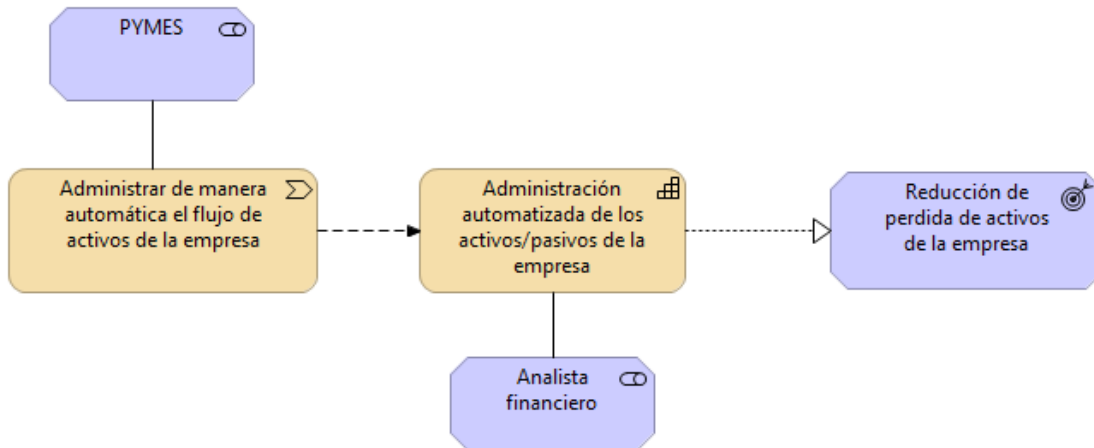 PYMES
Administrar de manera
automática el flujo de
activos de la empresa
Administración
automatizada de los
activos/pasivos de la
empresa
Reducción de
perdida de activos
de la empresa
Analista
financiero